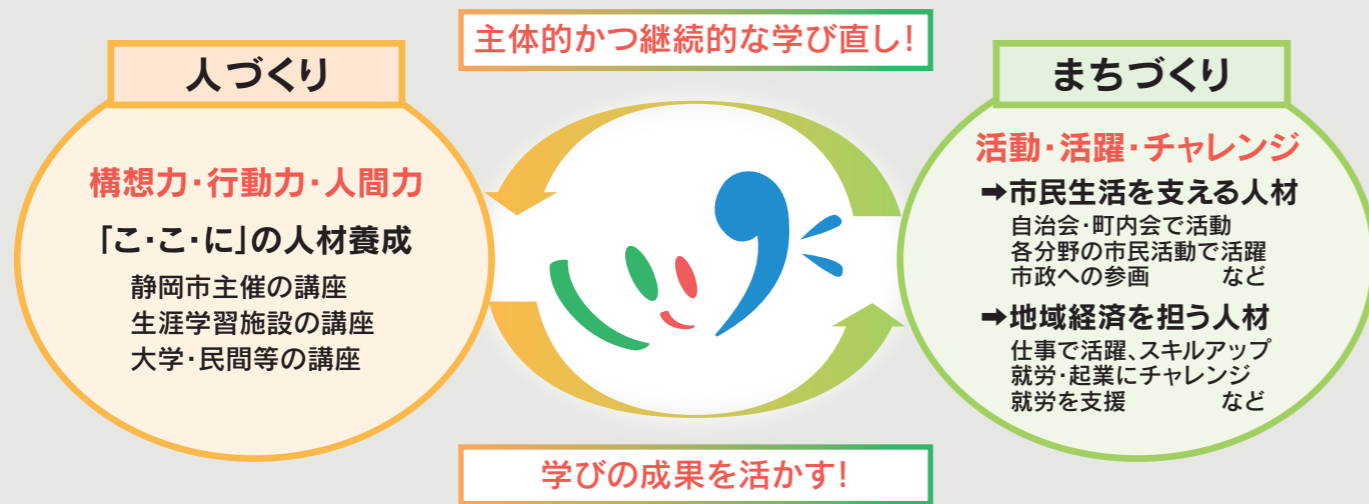 主体的かつ継続的な学び直し!
人づくり
構想力・行動力・人間力
「こ・こ・に」の人材養成
静岡市主催の講座
生涯学習施設の講座
大学・民間等の講座
まちづくり
活動・活躍・チャレンジ
➡市民生活を支える人材
自治会・町内会で活動
各分野の市民活動で活躍
市政への参画 など
➡地域経済を担う人材
仕事で活躍、スキルアップ
就労・起業にチャレンジ
就労を支援 など
学びの成果を活かす!